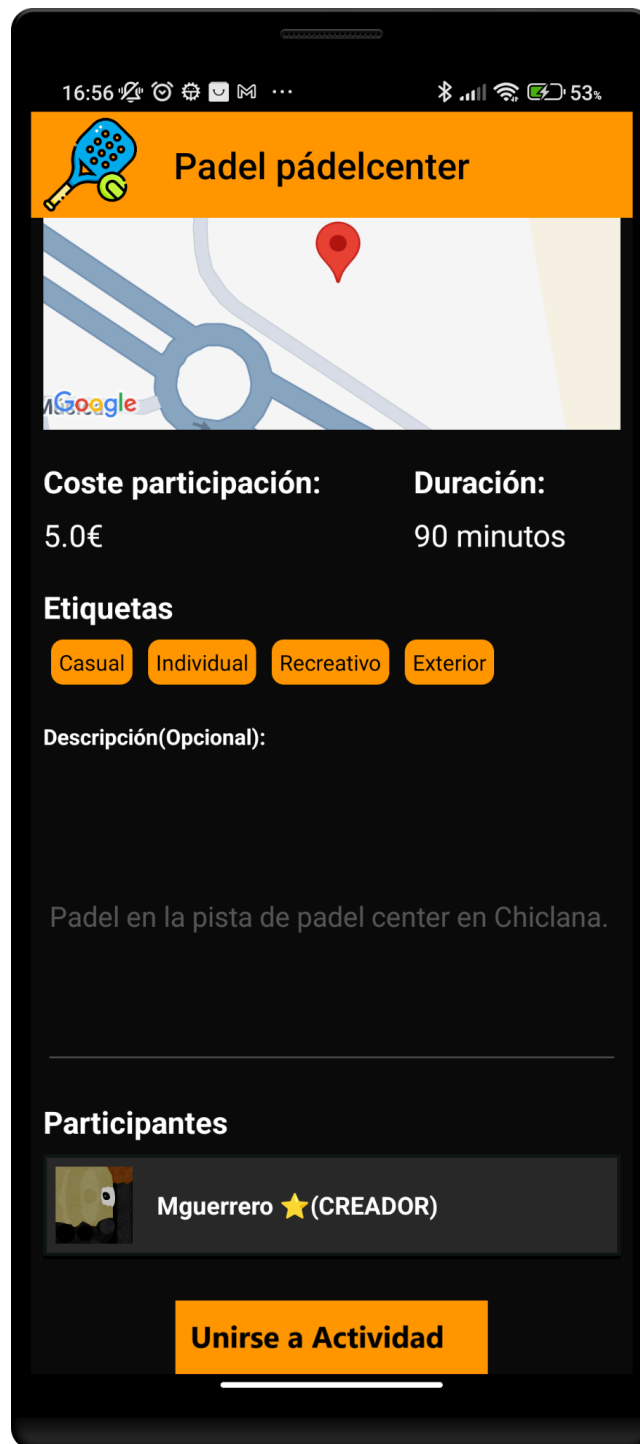 16:56 ... 53%
Padel pádelcenter
Google
Coste participación: Duración:
5.0€ 90 minutos
Etiquetas
Casual Individual Recreativo Exterior
Descripción(Opcional):
Padel en la pista de padel center en Chiclana.
Participantes
Mguerrero ⭐(CREADOR)
Unirse a Actividad